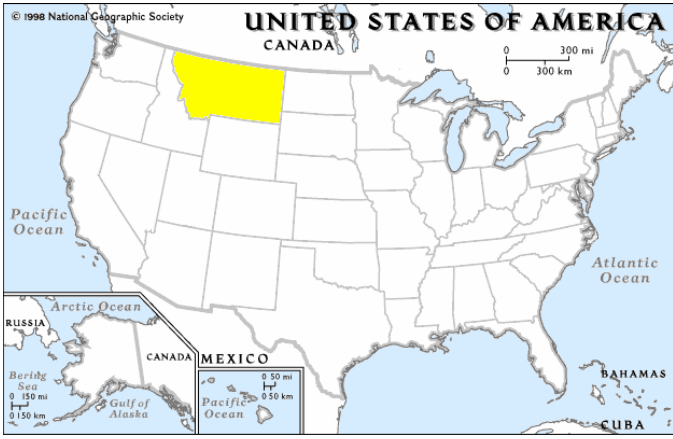 © 1998 National Geographic Society
UNITED STATES OF AMERICA
CANADA
0 300 mi
0 300 km
Pacific
Ocean
Atlantic
Ocean
Arctic Ocean
RUSSIA
CANADA
MEXICO
Bering
Sea
0 150 mi
0 150 km
Gulf of
Alaska
0 50 mi
0 50 km
Pacific
Ocean
BAHAMAS
CUBA